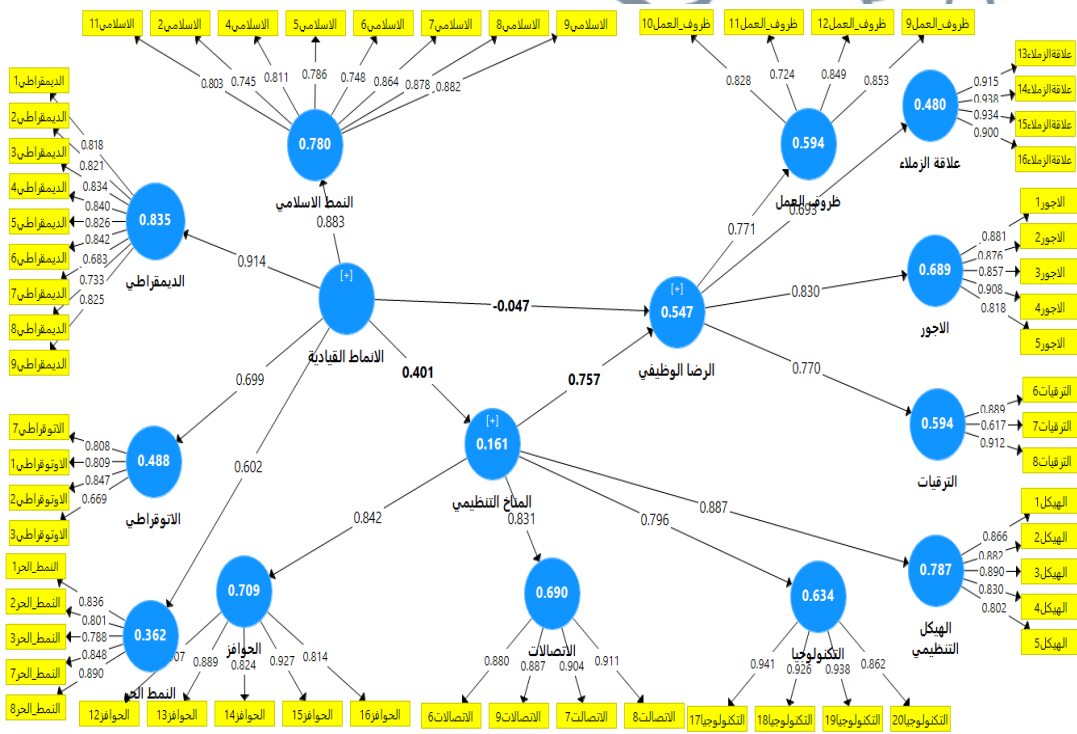 الاسلامي11
الاسلامي2
الاسلامي4
الاسلامي5
الاسلامي6
الاسلامي7
الاسلامي8
الاسلامي9
0.803
0.745
0.811
0.786
0.748
0.864
0.878
0.882
0.780
النمط الاسلامي
0.883
ظروف_العمل10
ظروف_العمل11
ظروف_العمل12
ظروف_العمل9
0.828
0.724
0.849
0.853
0.594
ظروف العمل
0.771
علاقةالزملاء13
علاقةالزملاء14
علاقةالزملاء15
علاقةالزملاء16
0.915
0.938
0.934
0.900
0.480
علاقة الزملاء
0.693
الديمقراطي1
الديمقراطي2
الديمقراطي3
الديمقراطي4
الديمقراطي5
الديمقراطي6
الديمقراطي7
الديمقراطي8
الديمقراطي9
0.818
0.821
0.834
0.840
0.826
0.842
0.683
0.733
0.825
0.835
الديمقراطي
0.914
الاجور1
الاجور2
الاجور3
الاجور4
الاجور5
0.881
0.876
0.857
0.908
0.818
0.689
الاجور
0.830
[+]
الانماط القيادية
-0.047
[+]
0.547
الرضا الوظيفي
0.401
0.757
0.770
0.699
0.602
الترقيات6
الترقيات7
الترقيات8
0.889
0.617
0.912
0.594
الترقيات
الاتوقراطي7
الاوتوقراطي1
الاوتوقراطي2
الاوتوقراطي3
0.808
0.809
0.847
0.669
0.488
الاتوقراطي
[+]
0.161
المناخ التنظيمي
0.842
0.831
0.796
0.887
الهيكل1
الهيكل2
الهيكل3
الهيكل4
الهيكل5
0.866
0.882
0.890
0.830
0.802
0.787
الهيكل
التنظيمي
النمط_الحر1
النمط_الحر2
النمط_الحر3
النمط_الحر7
النمط_الحر8
0.836
0.801
0.788
0.848
0.890
0.362
النمط الحر
0.709
الحوافز
0.889
0.824
0.927
0.814
الحوافز12
الحوافز13
الحوافز14
الحوافز15
الحوافز16
0.690
الاتصالات
0.880
0.887
0.904
0.911
الاتصالات6
الاتصالات9
الاتصالت7
الاتصالت8
0.634
التكنولوجيا
0.941
0.926
0.938
0.862
التكنولوجيا17
التكنولوجيا18
التكنولوجيا19
التكنولوجيا20